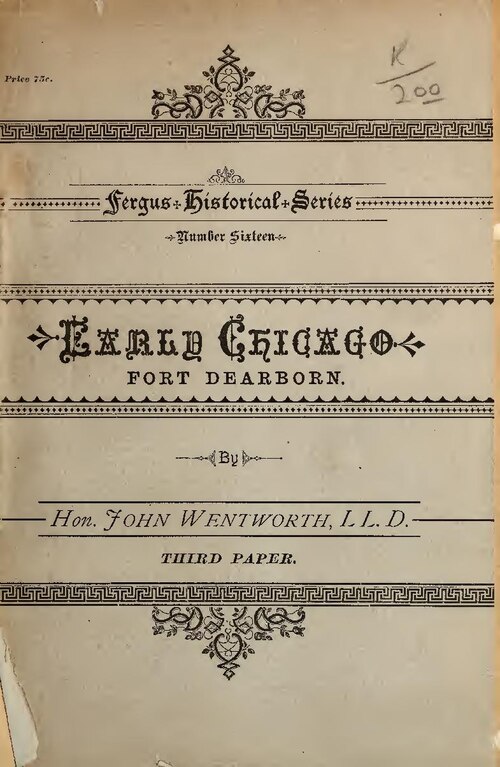 Price 75c.
K
200
Fergus Historical Series
Number Sixteen
EARLY CHICAGO
FORT DEARBORN.
By
Hon. JOHN WENTWORTH, LL. D.
THIRD PAPER.